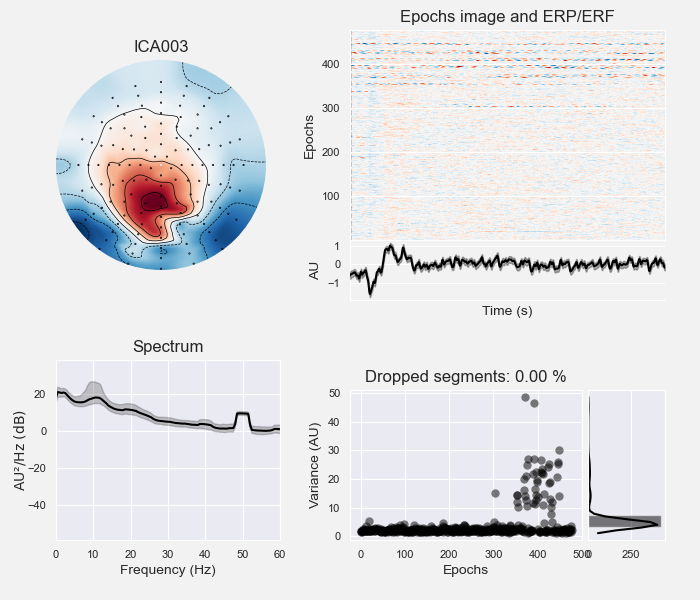 ICA003
Epochs image and ERP/ERF
Epochs
400
300
200
100
AU
1
0
−1
Time (s)
Spectrum
AU²/Hz (dB)
20
0
−20
−40
0 10 20 30 40 50 60
Frequency (Hz)
Dropped segments: 0.00 %
Variance (AU)
50
40
30
20
10
0
0 100 200 300 400 500
Epochs
0 250